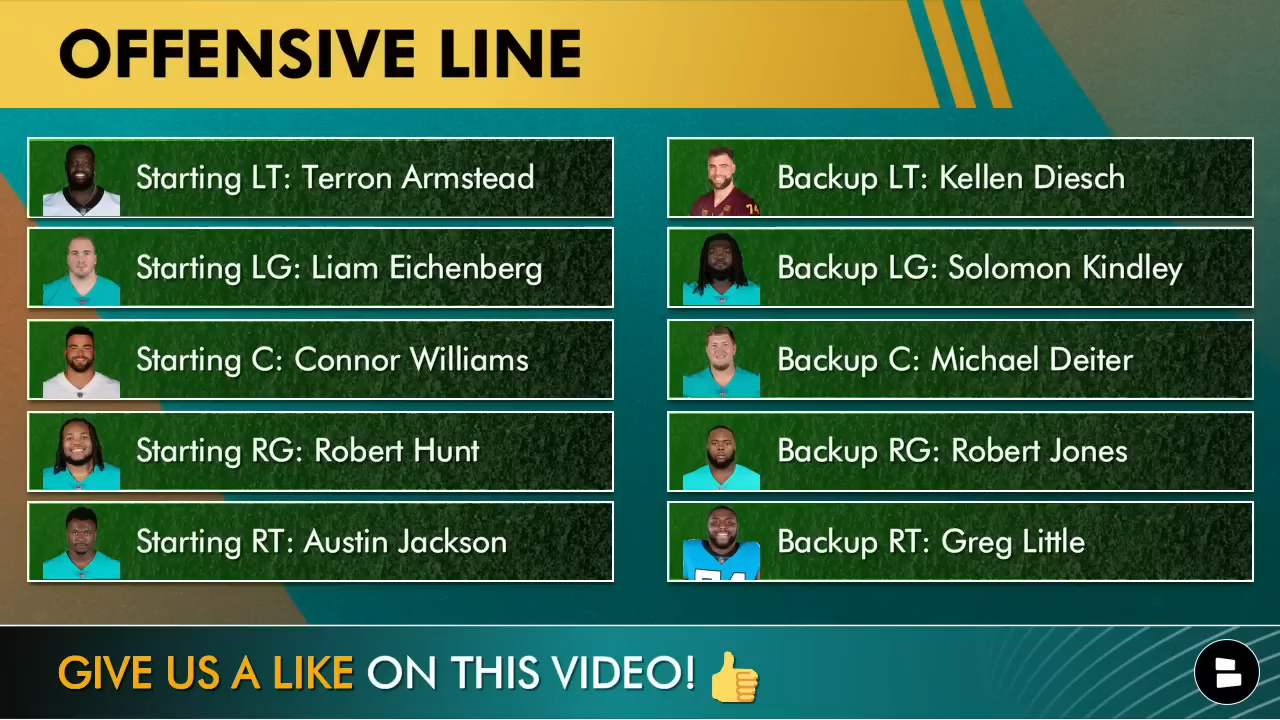 OFFENSIVE LINE
Starting LT: Terron Armstead
Starting LG: Liam Eichenberg
Starting C: Connor Williams
Starting RG: Robert Hunt
Starting RT: Austin Jackson
Backup LT: Kellen Diesch
Backup LG: Solomon Kindley
Backup C: Michael Deiter
Backup RG: Robert Jones
Backup RT: Greg Little
GIVE US A LIKE ON THIS VIDEO!